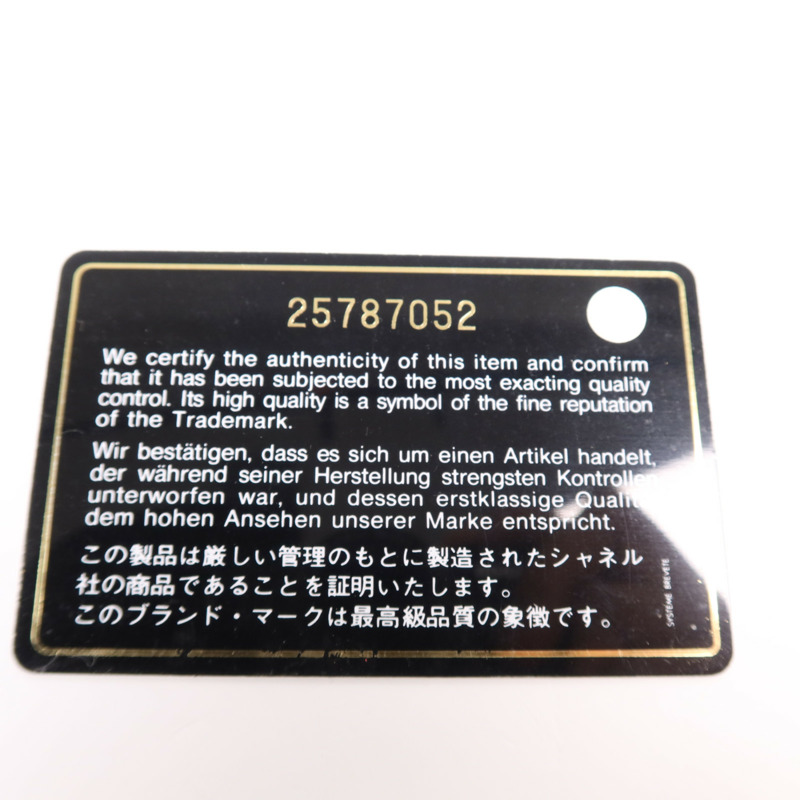 25787052
We certify the authenticity of this item and confirm
that it has been subjected to the most exacting quality
control. Its high quality is a symbol of the fine reputation
of the Trademark.
Wir bestätigen, dass es sich um einen Artikel handelt,
der während seiner Herstellung strengsten Kontrollen
unterworfen war, und dessen erstklassige
dem hohen Ansehen unserer Marke entspricht.
この製品は厳しい管理のもとに製造されたシャネル
社の商品であることを証明いたします。
このブランド・マークは最高級品質の象徴です。
SYSTEME BREVETE